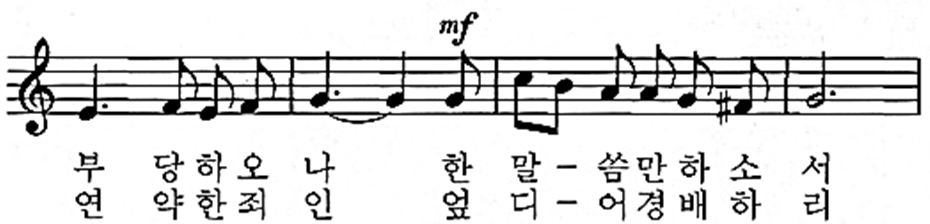 mf
부 당 하 오 나 한 말 - 씀 만 하 소 서
연 약 한 죄 인 엎 디 - 어 경 배 하 리